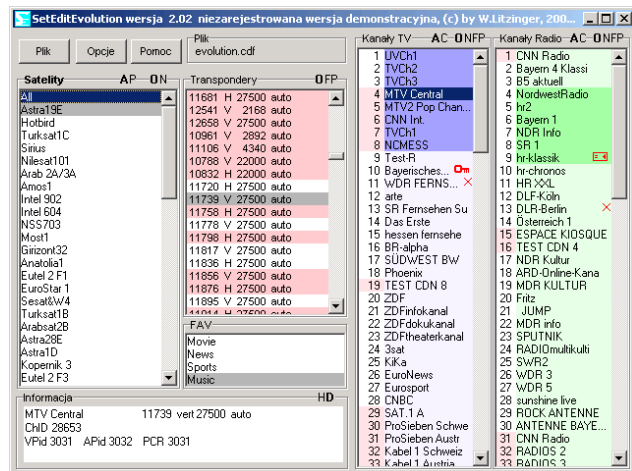 SetEditEvolution wersja 2.02 niezarejestrowana wersja demonstracyjna, (c) by W.Litzinger, 200...
Plik
Opcje
Pomoc
Plik
evolution.cdf
Satelity AP ON
All
Astra19E
Hotbird
Turksat1C
Sirius
Nilesat101
Arab 2A/3A
Amos1
Intel 902
Intel 604
NSS703
Most1
Girizont32
Anatolia1
Eutel 2 F1
EuroStar 1
Sesat&W4
Turksat1B
Arabsat2B
Astra28E
Astra1D
Kopernik 3
Eutel 2 F3
Transpondery OFP
11681 H 27500 auto
12541 V 2168 auto
12658 V 27500 auto
10961 V 2892 auto
11106 V 4340 auto
10788 V 22000 auto
10832 H 22000 auto
11720 H 27500 auto
11739 V 27500 auto
11758 H 27500 auto
11778 V 27500 auto
11798 H 27500 auto
11817 V 27500 auto
11836 H 27500 auto
11856 V 27500 auto
11876 H 27500 auto
11895 V 27500 auto
11914 H 27500 auto
FAV
Movie
News
Sports
Music
Informacja HD
MTV Central 11739 vert 27500 auto
ChID 28653
VPid 3031 APid 3032 PCR 3031
Kanały TV AC-ONFP
1 UVCh1
2 TVCh2
3 TVCh3
4 MTV Central
5 MTV2 Pop Chan...
6 CNN Int.
7 TVCh1
8 NCMESS
9 Test-R
10 Bayerisches...
11 WDR FERNS...
12 arte
13 SR Fernsehen Su
14 Das Erste
15 hessen fernsehe
16 BR-alpha
17 SÜDWEST BW
18 Phoenix
19 TEST CDN 8
20 ZDF
21 ZDFinfokanal
22 ZDFdokukanal
23 ZDFtheaterkanal
24 3sat
25 KiKa
26 EuroNews
27 Eurosport
28 CNBC
29 SAT.1 A
30 ProSieben Schwe
31 ProSieben Austr
32 Kabel 1 Schweiz
33 Kabel 1 Austria
Kanały Radio AC-ONFP
1 CNN Radio
2 Bayern 4 Klassi
3 B5 aktuell
4 NordwestRadio
5 hr2
6 Bayern 1
7 NDR Info
8 SR 1
9 hr-klassik
10 hr-chronos
11 HR XXL
12 DLF-Köln
13 DLR-Berlin
14 Österreich 1
15 ESPACE KIOSQUE
16 TEST CDN 4
17 NDR Kultur
18 ARD-Online-Kana
19 MDR KULTUR
20 Fritz
21 JUMP
22 MDR info
23 SPUTNIK
24 RADIOmultikulti
25 SWR2
26 WDR 3
27 WDR 5
28 sunshine live
29 ROCK ANTENNE
30 ANTENNE BAYE...
31 CNN Radio
32 RADIOS 2
33 RADIOS 3